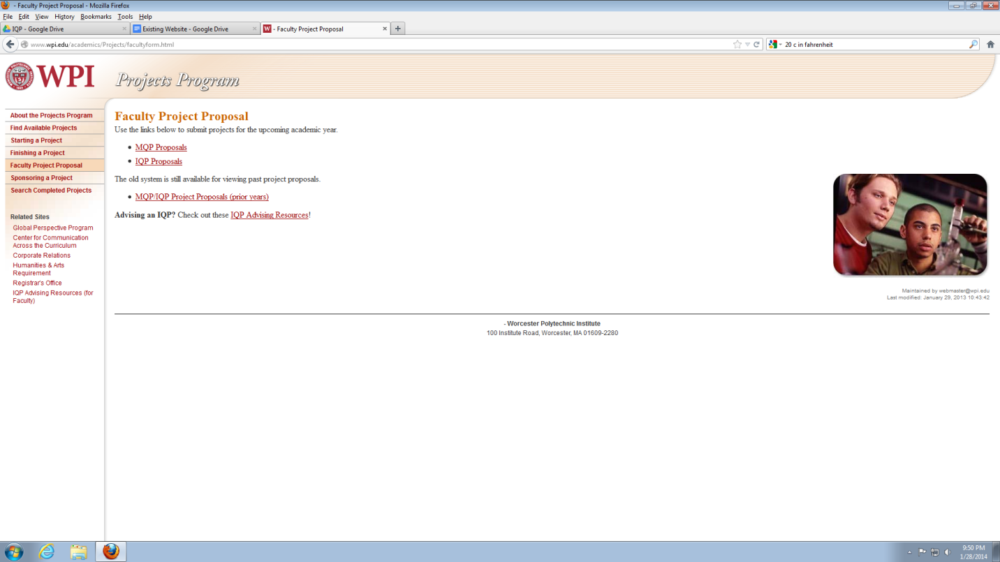 - Faculty Project Proposal - Mozilla Firefox
File Edit View History Bookmarks Tools Help
IQP - Google Drive
Existing Website - Google Drive
- Faculty Project Proposal
www.wpi.edu/academics/Projects/facultyform.html
20 c in fahrenheit
WPI
Projects Program
About the Projects Program
Find Available Projects
Starting a Project
Finishing a Project
Faculty Project Proposal
Sponsoring a Project
Search Completed Projects
Related Sites
Global Perspective Program
Center for Communication
Across the Curriculum
Corporate Relations
Humanities & Arts
Requirement
Registrar's Office
IQP Advising Resources (for
Faculty)
Faculty Project Proposal
Use the links below to submit projects for the upcoming academic year.
MQP Proposals
IQP Proposals
The old system is still available for viewing past project proposals.
MQP/IQP Project Proposals (prior years)
Advising an IQP? Check out these IQP Advising Resources!
Maintained by webmaster@wpi.edu
Last modified: January 29, 2013 10:43:42
- Worcester Polytechnic Institute
100 Institute Road, Worcester, MA 01609-2280
9:50 PM
1/28/2014